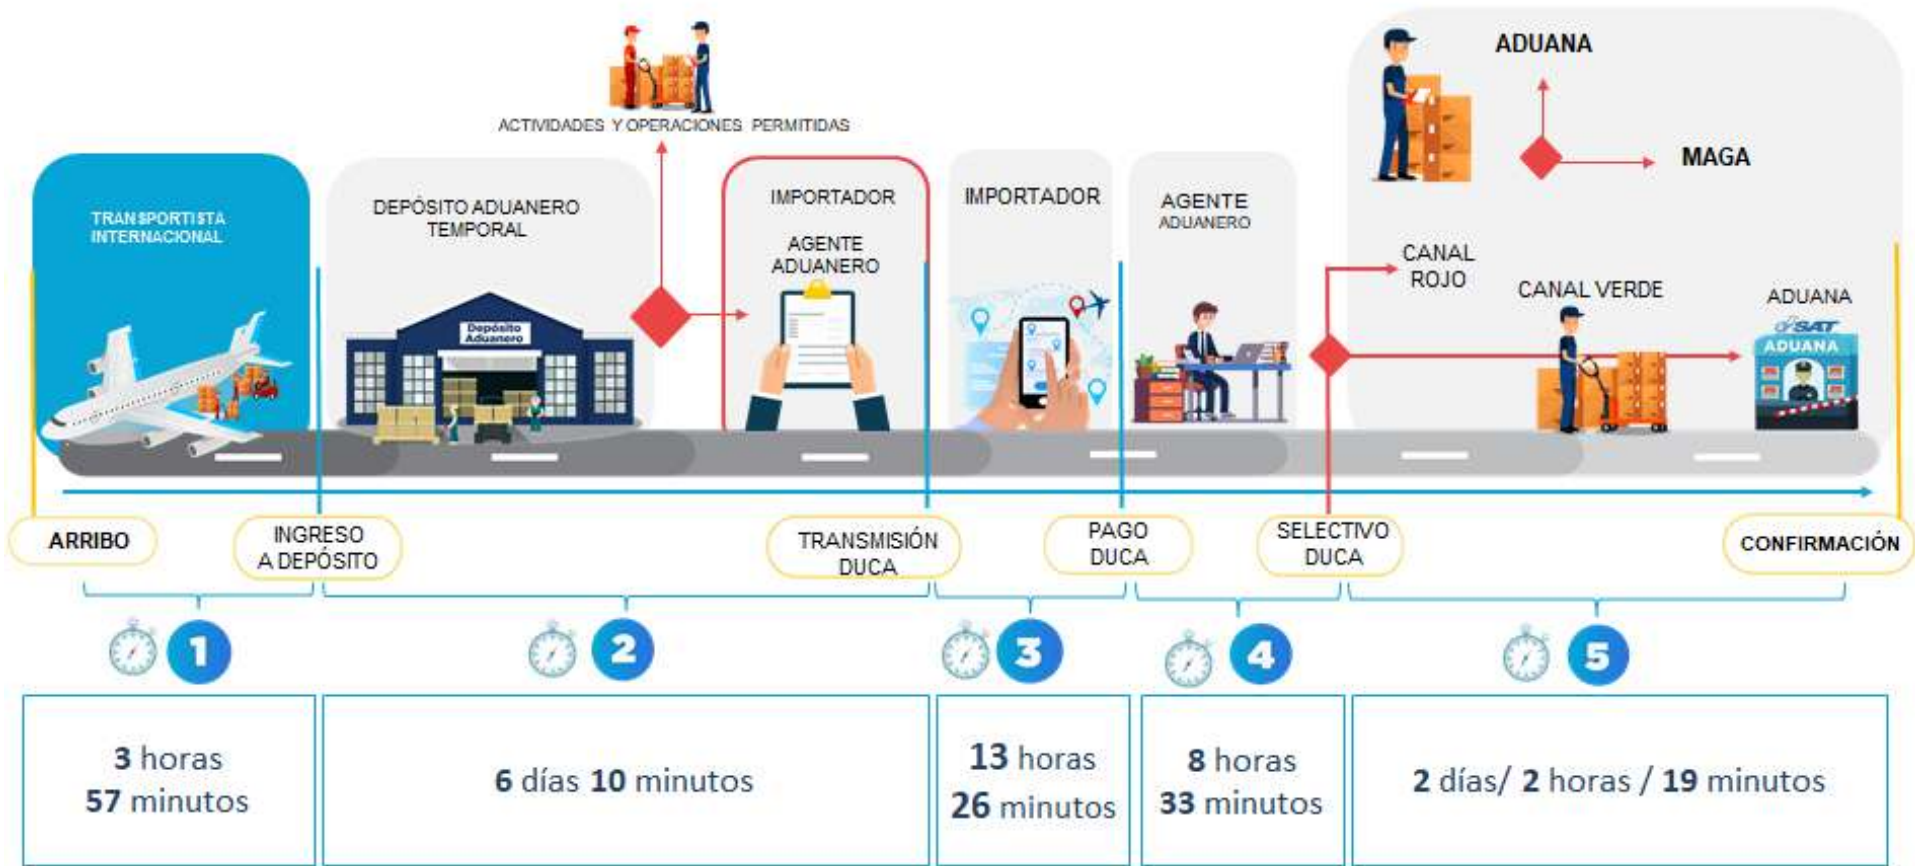 ACTIVIDADES Y OPERACIONES PERMITIDAS
TRANSPORTISTA
INTERNACIONAL
DEPÓSITO ADUANERO
TEMPORAL
Depósito
Aduanero
IMPORTADOR
AGENTE
ADUANERO
IMPORTADOR
AGENTE
ADUANERO
ADUANA
MAGA
CANAL
ROJO
CANAL VERDE
ADUANA
SAT
ADUANA
ARRIBO
INGRESO
A DEPÓSITO
TRANSMISIÓN
DUCA
PAGO
DUCA
SELECTIVO
DUCA
CONFIRMACIÓN
1
2
3
4
5
3 horas
57 minutos
6 días 10 minutos
13 horas
26 minutos
8 horas
33 minutos
2 días/ 2 horas / 19 minutos